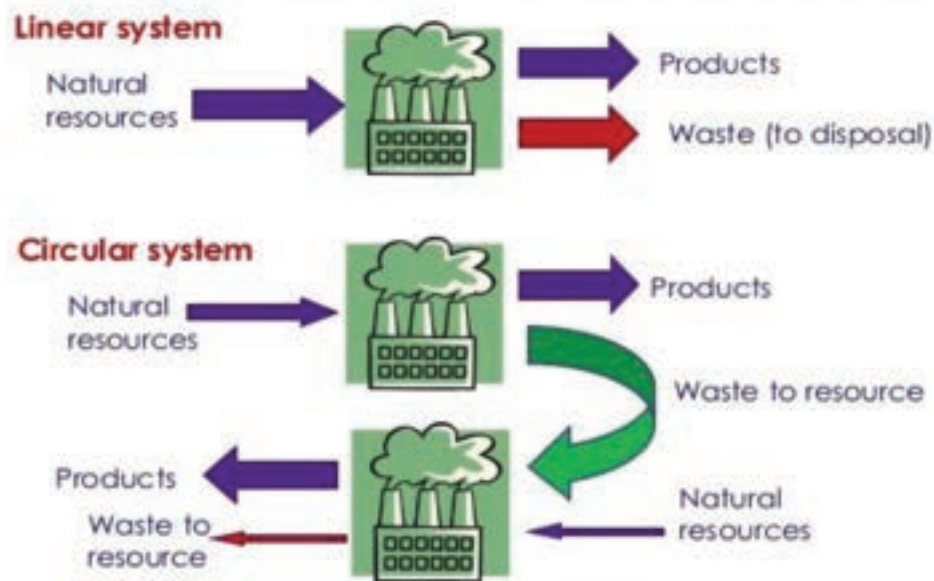 Linear system
Natural
resources
Products
Waste (to disposal)
Circular system
Natural
resources
Products
Waste to resource
Products
Waste to
resource
Natural
resources